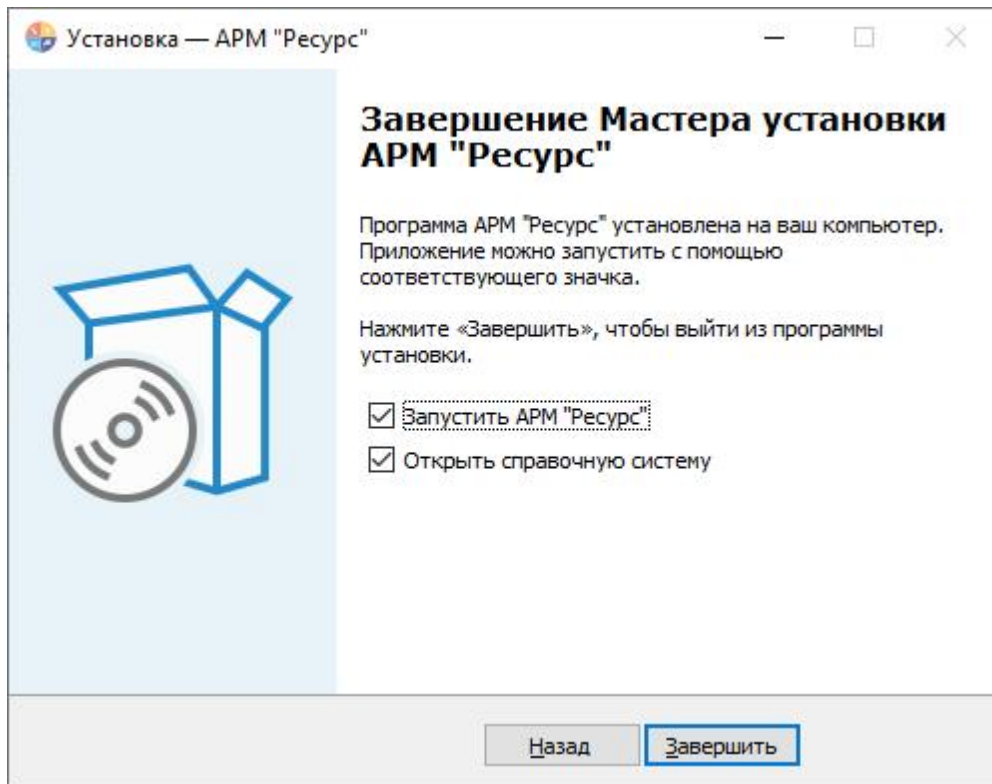 Установка — АРМ "Ресурс"
Завершение Мастера установки
АРМ "Ресурс"
Программа АРМ "Ресурс" установлена на ваш компьютер.
Приложение можно запустить с помощью
соответствующего значка.
Нажмите «Завершить», чтобы выйти из программы
установки.
Запустить АРМ "Ресурс"
Открыть справочную систему
Назад
Завершить